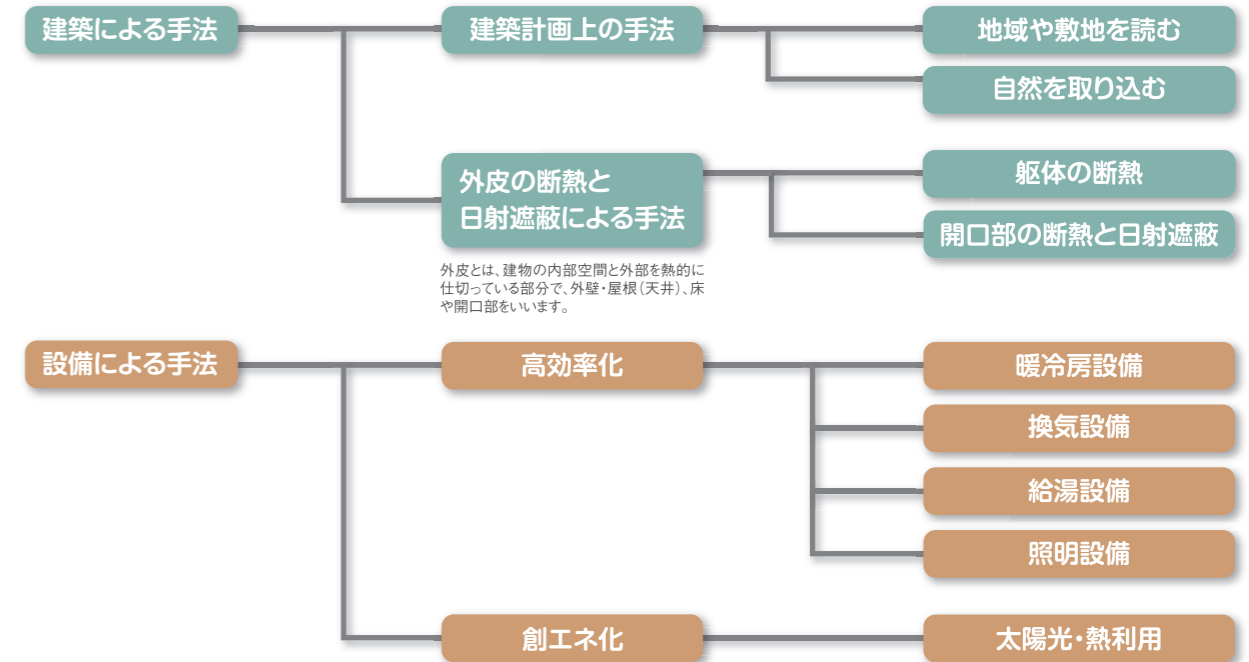 建築による手法
建築計画上の手法
地域や敷地を読む
自然を取り込む
外皮の断熱と
日射遮蔽による手法
躯体の断熱
開口部の断熱と日射遮蔽
外皮とは、建物の内部空間と外部を熱的に
仕切っている部分で、外壁・屋根（天井）、床
や開口部をいいます。
設備による手法
高効率化
暖冷房設備
換気設備
給湯設備
照明設備
創エネ化
太陽光・熱利用